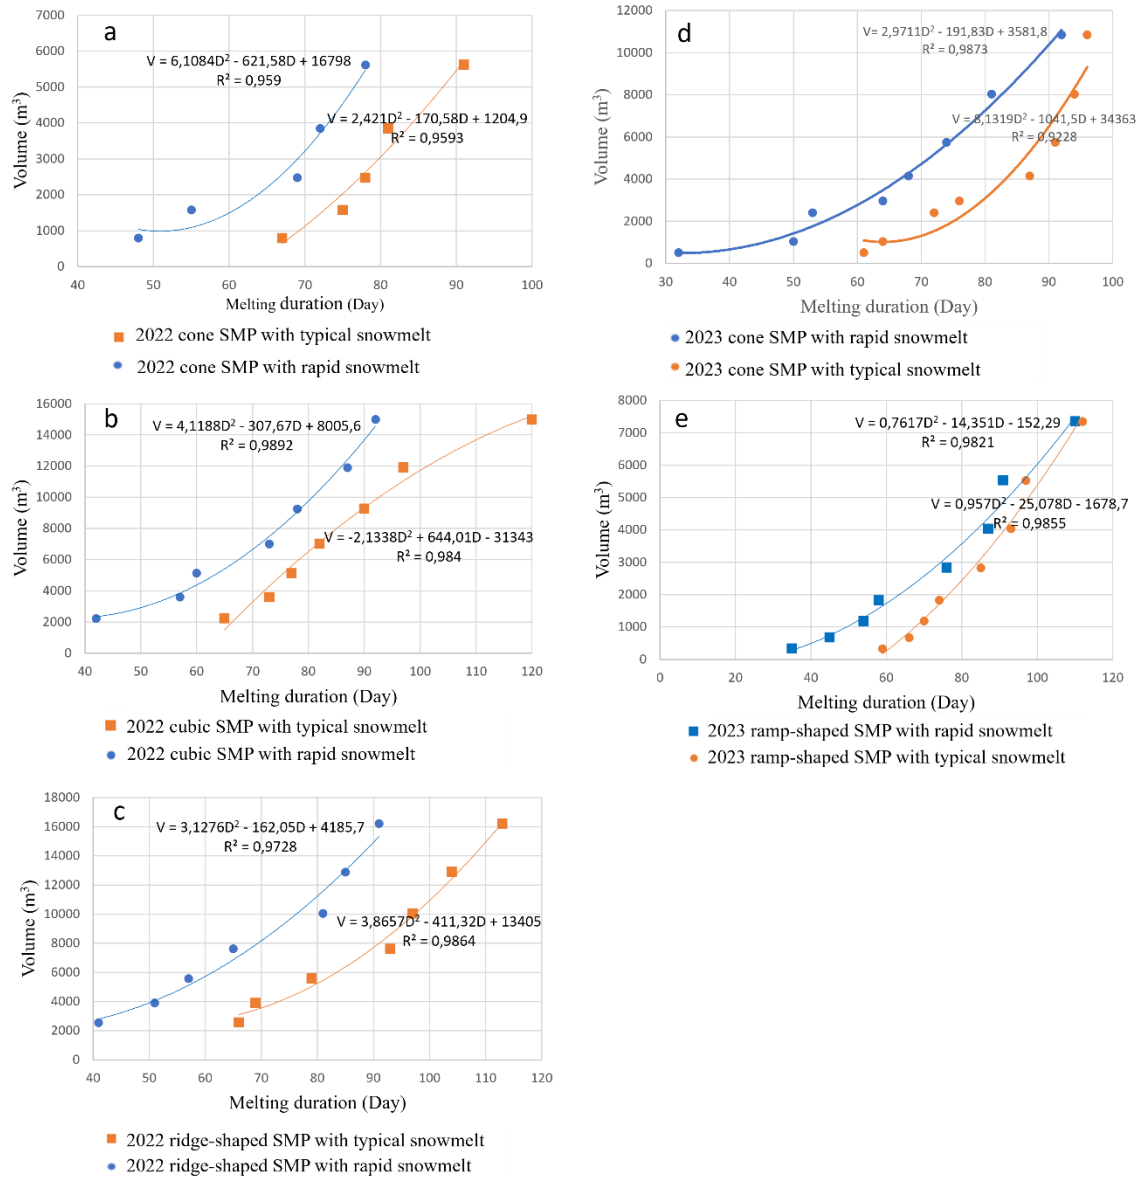 a
7000
6000
5000
4000
3000
2000
1000
0
Volume (m³)
V = 6,1084D² - 621,58D + 16798
R² = 0,959
V = 2,421D² - 170,58D + 1204,9
R² = 0,9593
40 50 60 70 80 90 100
Melting duration (Day)
2022 cone SMP with typical snowmelt
2022 cone SMP with rapid snowmelt
b
16000
14000
12000
10000
8000
6000
4000
2000
0
Volume (m³)
V = 4,1188D² - 307,67D + 8005,6
R² = 0,9892
V = -2,1338D² + 644,01D - 31343
R² = 0,984
40 50 60 70 80 90 100 110 120
Melting duration (Day)
2022 cubic SMP with typical snowmelt
2022 cubic SMP with rapid snowmelt
c
18000
16000
14000
12000
10000
8000
6000
4000
2000
0
Volume (m³)
V = 3,1276D² - 162,05D + 4185,7
R² = 0,9728
V = 3,8657D² - 411,32D + 13405
R² = 0,9864
40 50 60 70 80 90 100 110 120
Melting duration (Day)
2022 ridge-shaped SMP with typical snowmelt
2022 ridge-shaped SMP with rapid snowmelt
d
12000
10000
8000
6000
4000
2000
0
Volume (m³)
V = 2,9711D² - 191,83D + 3581,8
R² = 0,9873
V = 8,1319D² - 1041,5D + 34363
R² = 0,9228
30 40 50 60 70 80 90 100
Melting duration (Day)
2023 cone SMP with rapid snowmelt
2023 cone SMP with typical snowmelt
e
8000
7000
6000
5000
4000
3000
2000
1000
0
Volume (m³)
V = 0,7617D² - 14,351D - 152,29
R² = 0,9821
V = 0,957D² - 25,078D - 1678,7
R² = 0,9855
0 20 40 60 80 100 120
Melting duration (Day)
2023 ramp-shaped SMP with rapid snowmelt
2023 ramp-shaped SMP with typical snowmelt